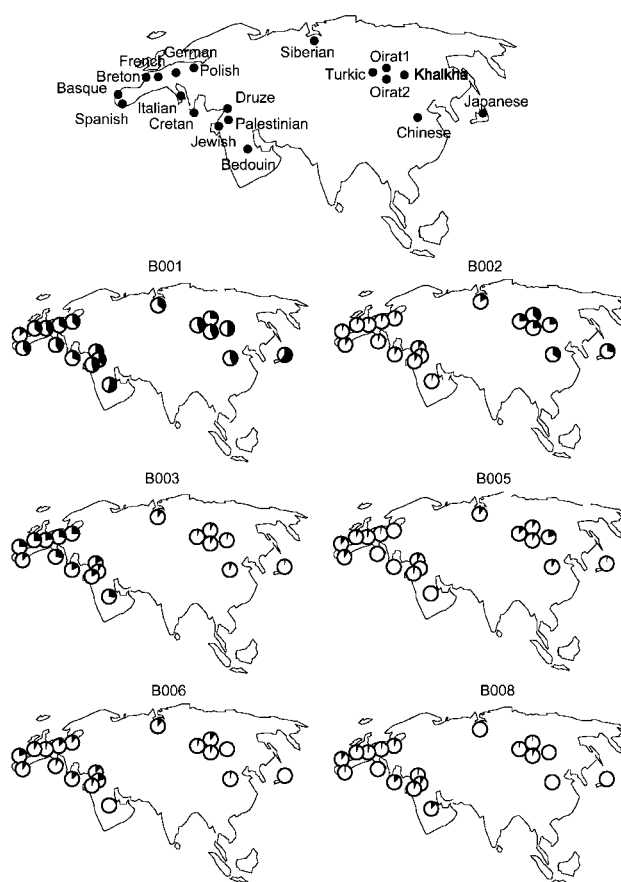 German
French
Siberian
Oirat1
Breton
Polish
Turkic
Khalkha
Basque
Oirat2
Italian
Druze
Japanese
Spanish
Cretan
Palestinian
Chinese
Jewish
Bedouin
B001
B002
B003
B005
B006
B008